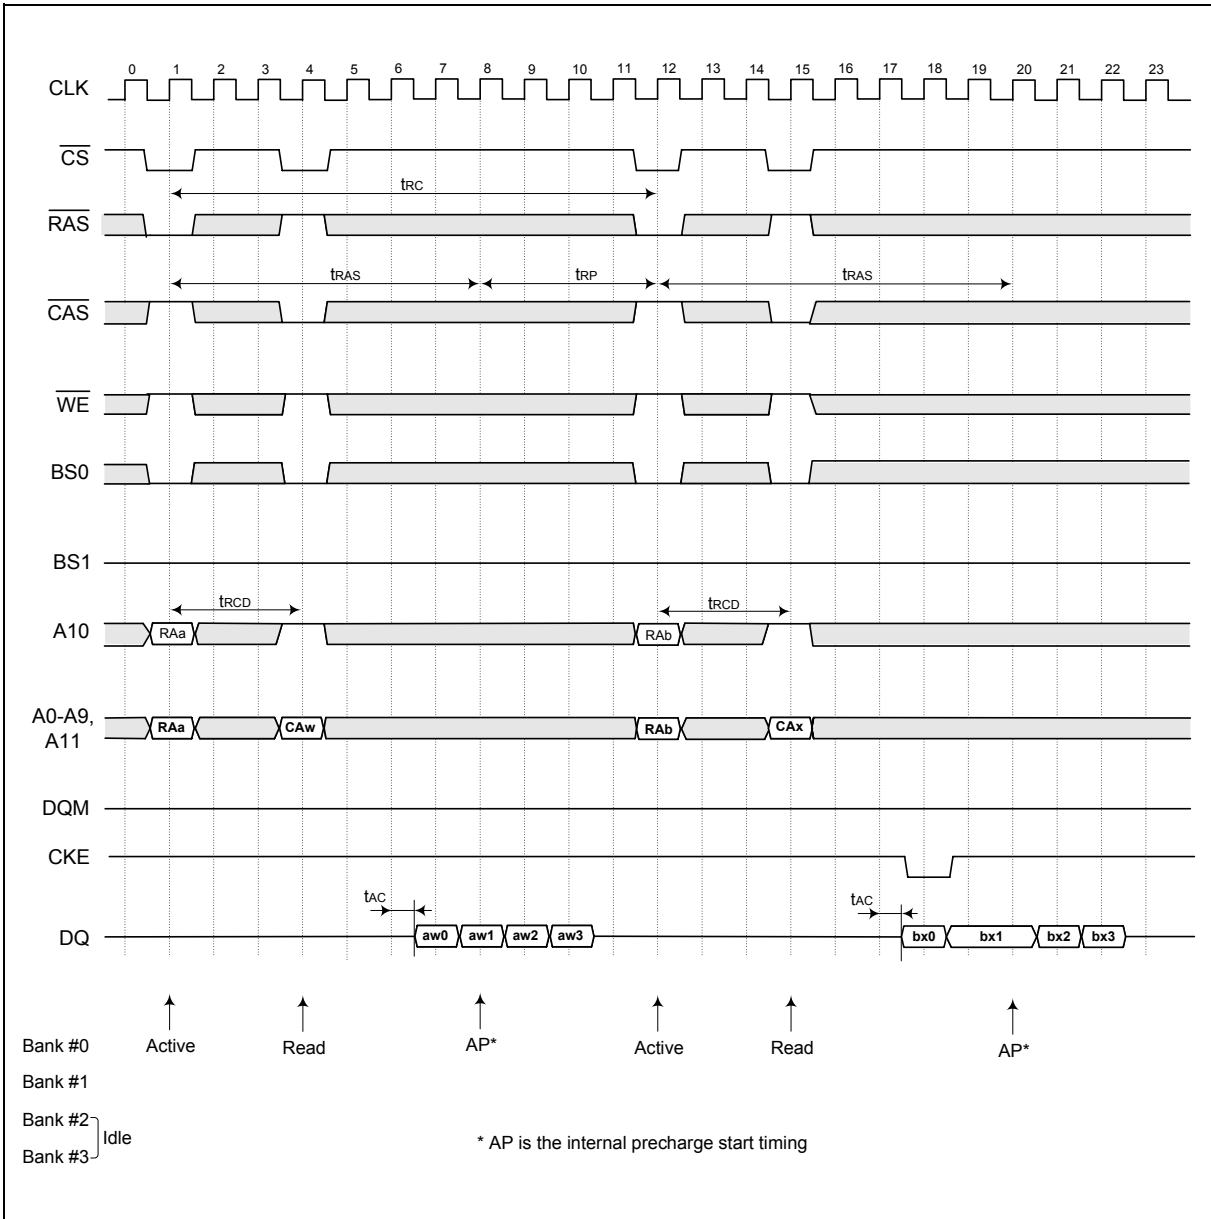 0 1 2 3 4 5 6 7 8 9 10 11 12 13 14 15 16 17 18 19 20 21 22 23
CLK
CS
tRC
RAS
tRAS tRP tRAS
CAS
WE
BS0
BS1
tRCD tRCD
A10 RAa RAb
A0-A9,
A11
RAa CAw RAb CAx
DQM
CKE
tAC tAC
DQ aw0 aw1 aw2 aw3 bx0 bx1 bx2 bx3
Bank #0 Active Read AP* Active Read AP*
Bank #1
Bank #2
Idle
Bank #3
* AP is the internal precharge start timing